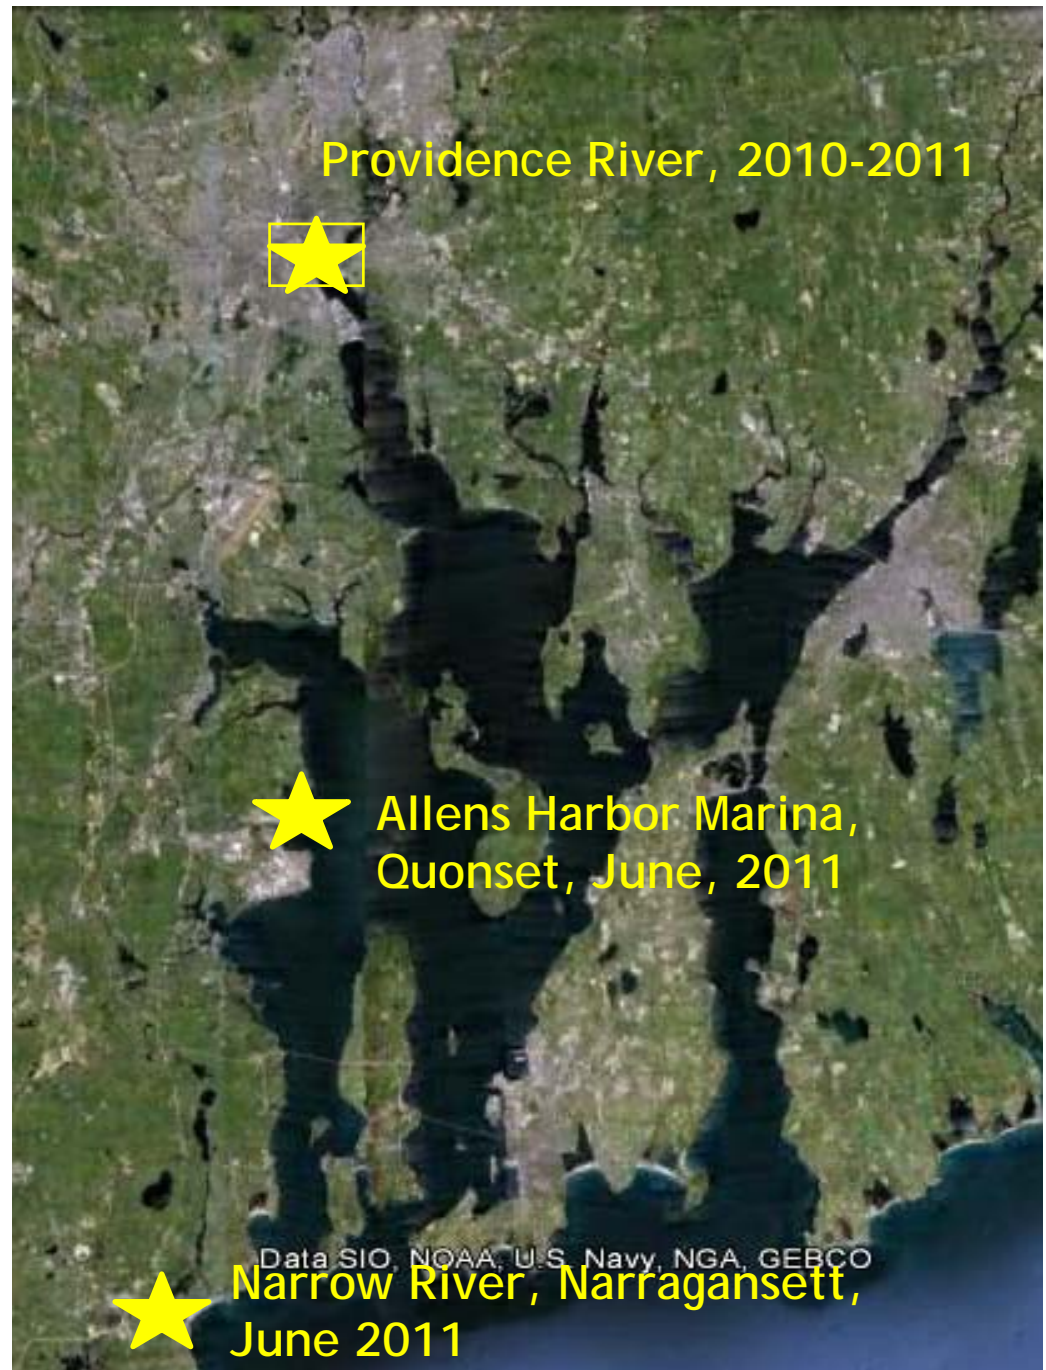 Providence River, 2010-2011
Allens Harbor Marina,
Quonset, June, 2011
Data SIO, NOAA, U.S. Navy, NGA, GEBCO
Narrow River, Narragansett,
June 2011